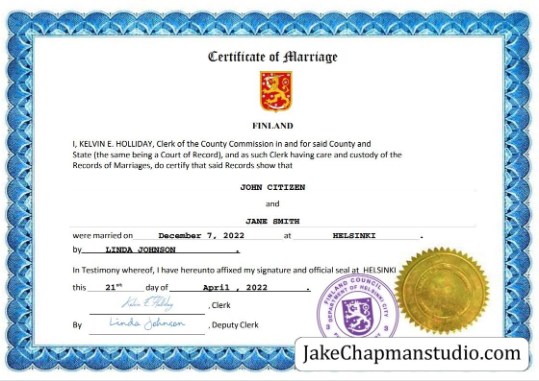 Certificate of Marriage
FINLAND
I, KELVIN E. HOLLIDAY, Clerk of the County Commission in and for said County and
State (the same being a Court of Record), and as such Clerk having care and custody of the
Records of Marriages, do certify that said Records show that
JOHN CITIZEN
and
JANE SMITH
were married on December 7, 2022 at HELSINKI .
by LINDA JOHNSON .
In Testimony whereof, I have hereunto affixed my signature and official seal at HELSINKI
this 21st day of April , 2022 .
, Clerk
By Linda Johnson , Deputy Clerk
FINLAND COUNCIL
DEPARTMENT OF HELSINKI CITY
JakeChapmanstudio.com